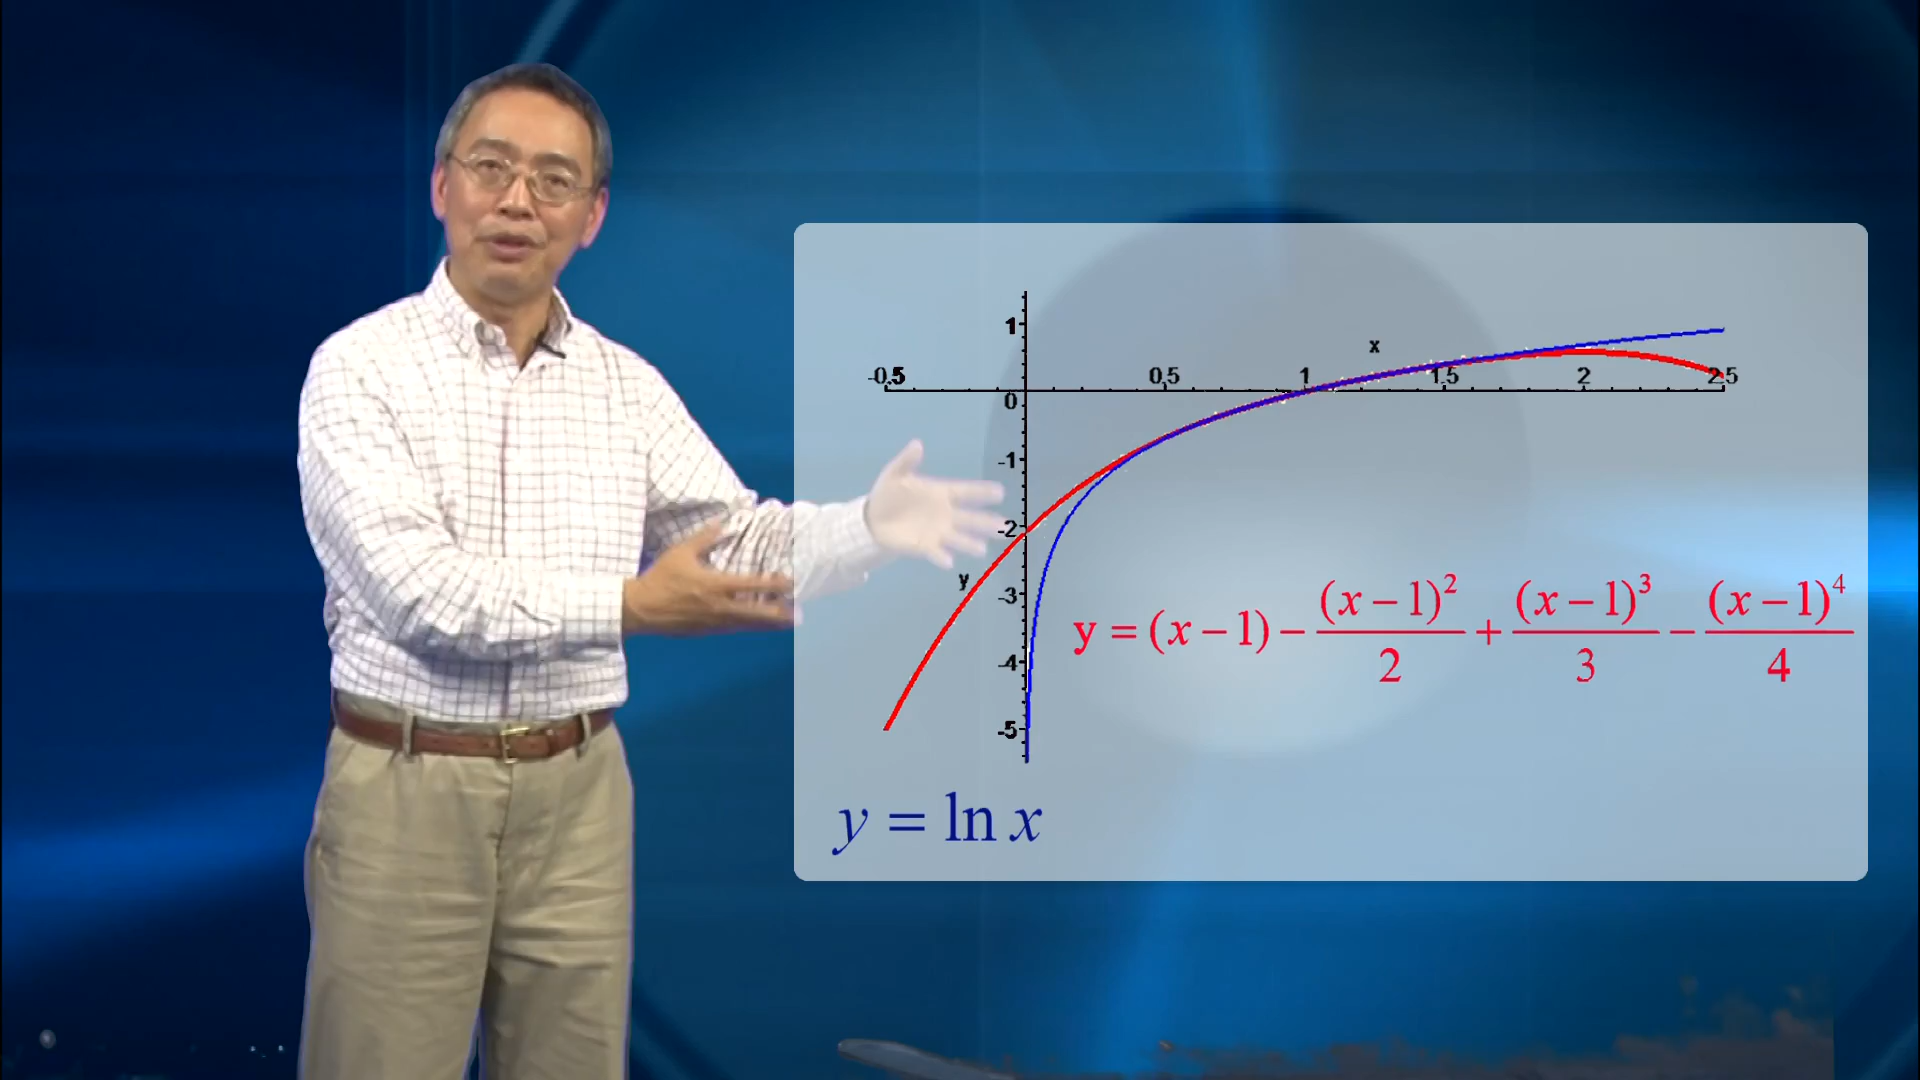 1
x
-0.5 0,5 1 1,5 2 2,5
0
-1
-2
y
-3
y = (x − 1) − (x − 1)²/2 + (x − 1)³/3 − (x − 1)⁴/4
-4
-5
y = ln x